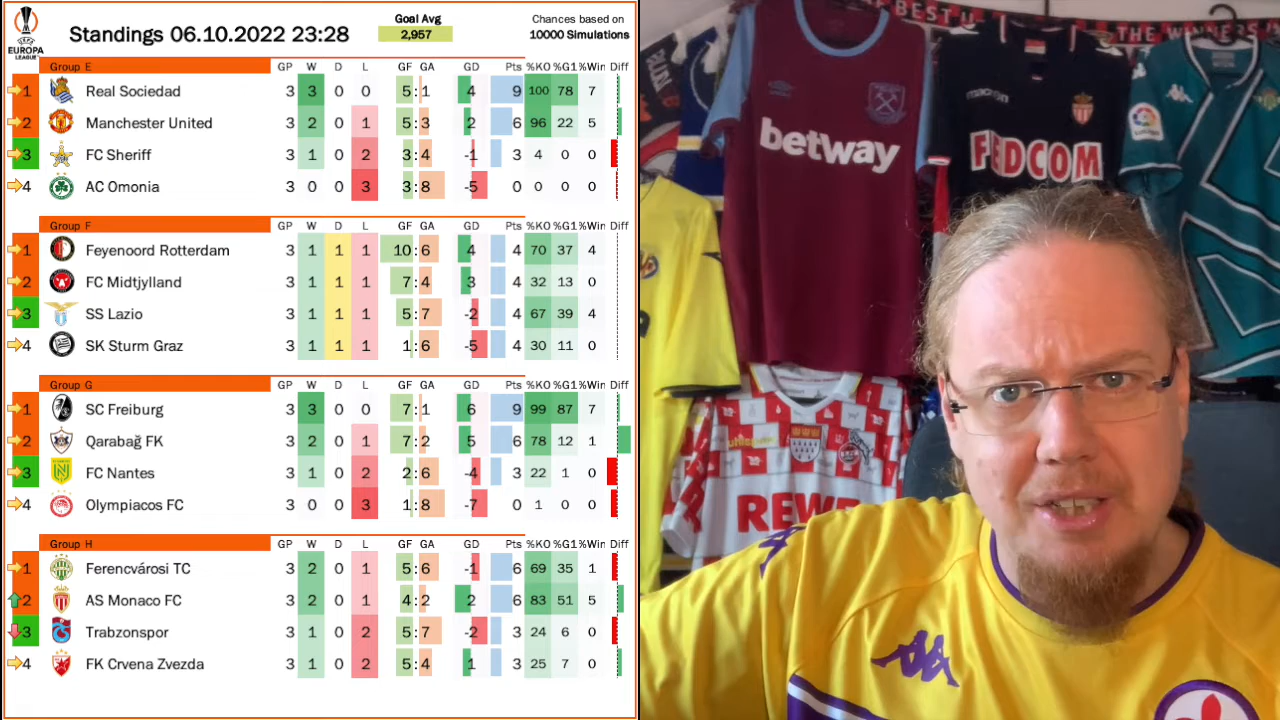 UEFA
EUROPA
LEAGUE
Standings 06.10.2022 23:28
Goal Avg
2,957
Chances based on
10000 Simulations
Group E GP W D L GF GA GD Pts %KO %G1 %Win Diff
1 Real Sociedad 3 3 0 0 5:1 4 9 100 78 7
2 Manchester United 3 2 0 1 5:3 2 6 96 22 5
3 FC Sheriff 3 1 0 2 3:4 -1 3 4 0 0
4 AC Omonia 3 0 0 3 3:8 -5 0 0 0 0
Group F GP W D L GF GA GD Pts %KO %G1 %Win Diff
1 Feyenoord Rotterdam 3 1 1 1 10:6 4 4 70 37 4
2 FC Midtjylland 3 1 1 1 7:4 3 4 32 13 0
3 SS Lazio 3 1 1 1 5:7 -2 4 67 39 4
4 SK Sturm Graz 3 1 1 1 1:6 -5 4 30 11 0
Group G GP W D L GF GA GD Pts %KO %G1 %Win Diff
1 SC Freiburg 3 3 0 0 7:1 6 9 99 87 7
2 Qarabağ FK 3 2 0 1 7:2 5 6 78 12 1
3 FC Nantes 3 1 0 2 2:6 -4 3 22 1 0
4 Olympiacos FC 3 0 0 3 1:8 -7 0 1 0 0
Group H GP W D L GF GA GD Pts %KO %G1 %Win Diff
1 Ferencvárosi TC 3 2 0 1 5:6 -1 6 69 35 1
2 AS Monaco FC 3 2 0 1 4:2 2 6 83 51 5
3 Trabzonspor 3 1 0 2 5:7 -2 3 24 6 0
4 FK Crvena Zvezda 3 1 0 2 5:4 1 3 25 7 0
BEST
THE WINNERS
betway
macron
FEDCOM
LaLiga
REWE